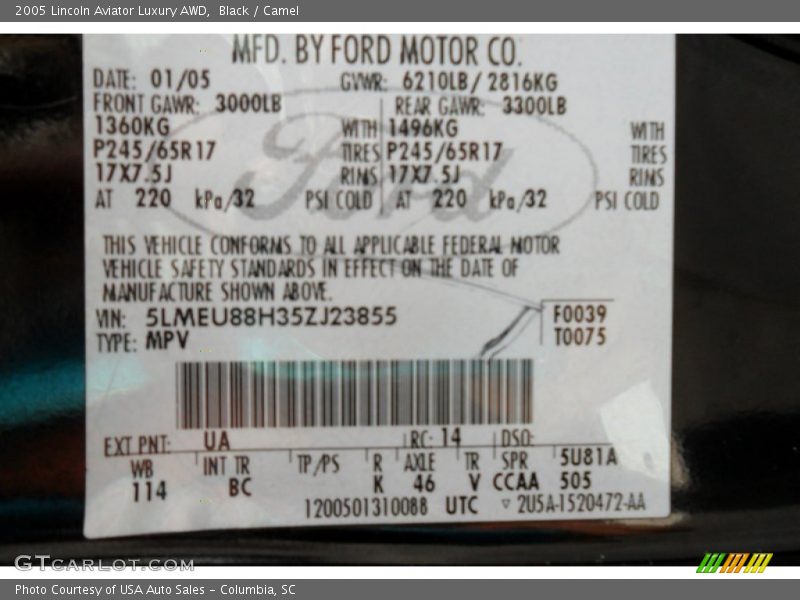 2005 Lincoln Aviator Luxury AWD, Black / Camel
MFD. BY FORD MOTOR CO.
DATE: 01/05 GVWR: 6210LB/ 2816KG
FRONT GAWR: 3000LB REAR GAWR: 3300LB
1360KG WITH 1496KG WITH
P245/65R17 TIRES P245/65R17 TIRES
17X7.5J RIMS 17X7.5J RIMS
AT 220 kPa/32 PSI COLD AT 220 kPa/32 PSI COLD
Ford
THIS VEHICLE CONFORMS TO ALL APPLICABLE FEDERAL MOTOR
VEHICLE SAFETY STANDARDS IN EFFECT ON THE DATE OF
MANUFACTURE SHOWN ABOVE.
VIN: 5LMEU88H35ZJ23855 F0039
TYPE: MPV T0075
EXT PNT: UA RC: 14 DSO:
WB INT TR TP/PS R AXLE TR SPR 5U81A
114 BC K 46 V CCAA 505
1200501310088 UTC ▽ 2U5A-1520472-AA
GTCARLOT.COM
Photo Courtesy of USA Auto Sales - Columbia, SC